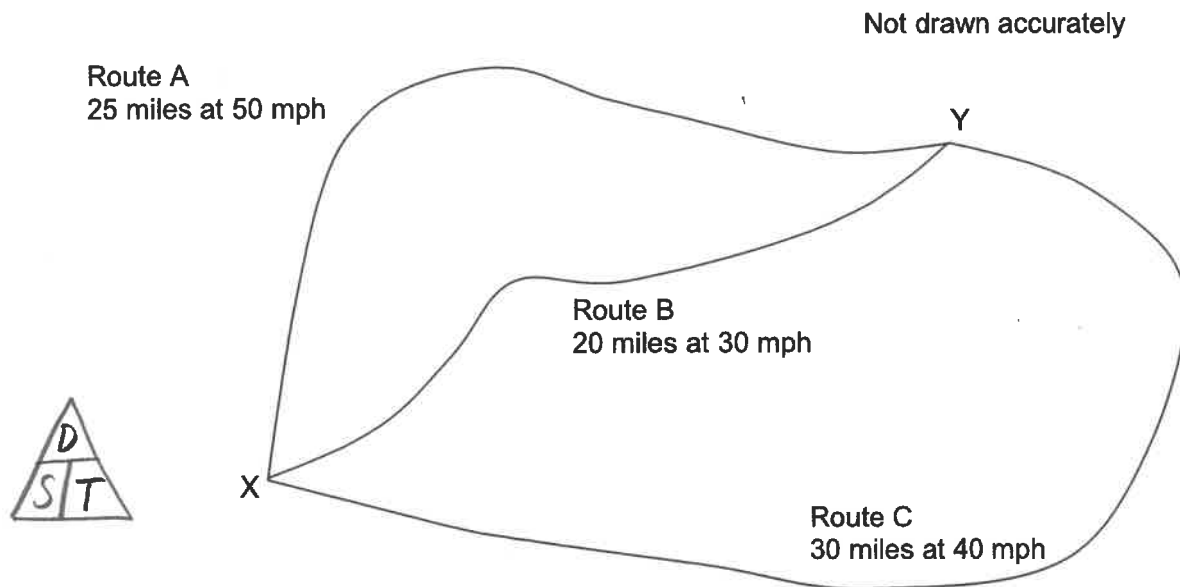 Not drawn accurately
Route A
25 miles at 50 mph
Y
Route B
20 miles at 30 mph
D
S T
X
Route C
30 miles at 40 mph